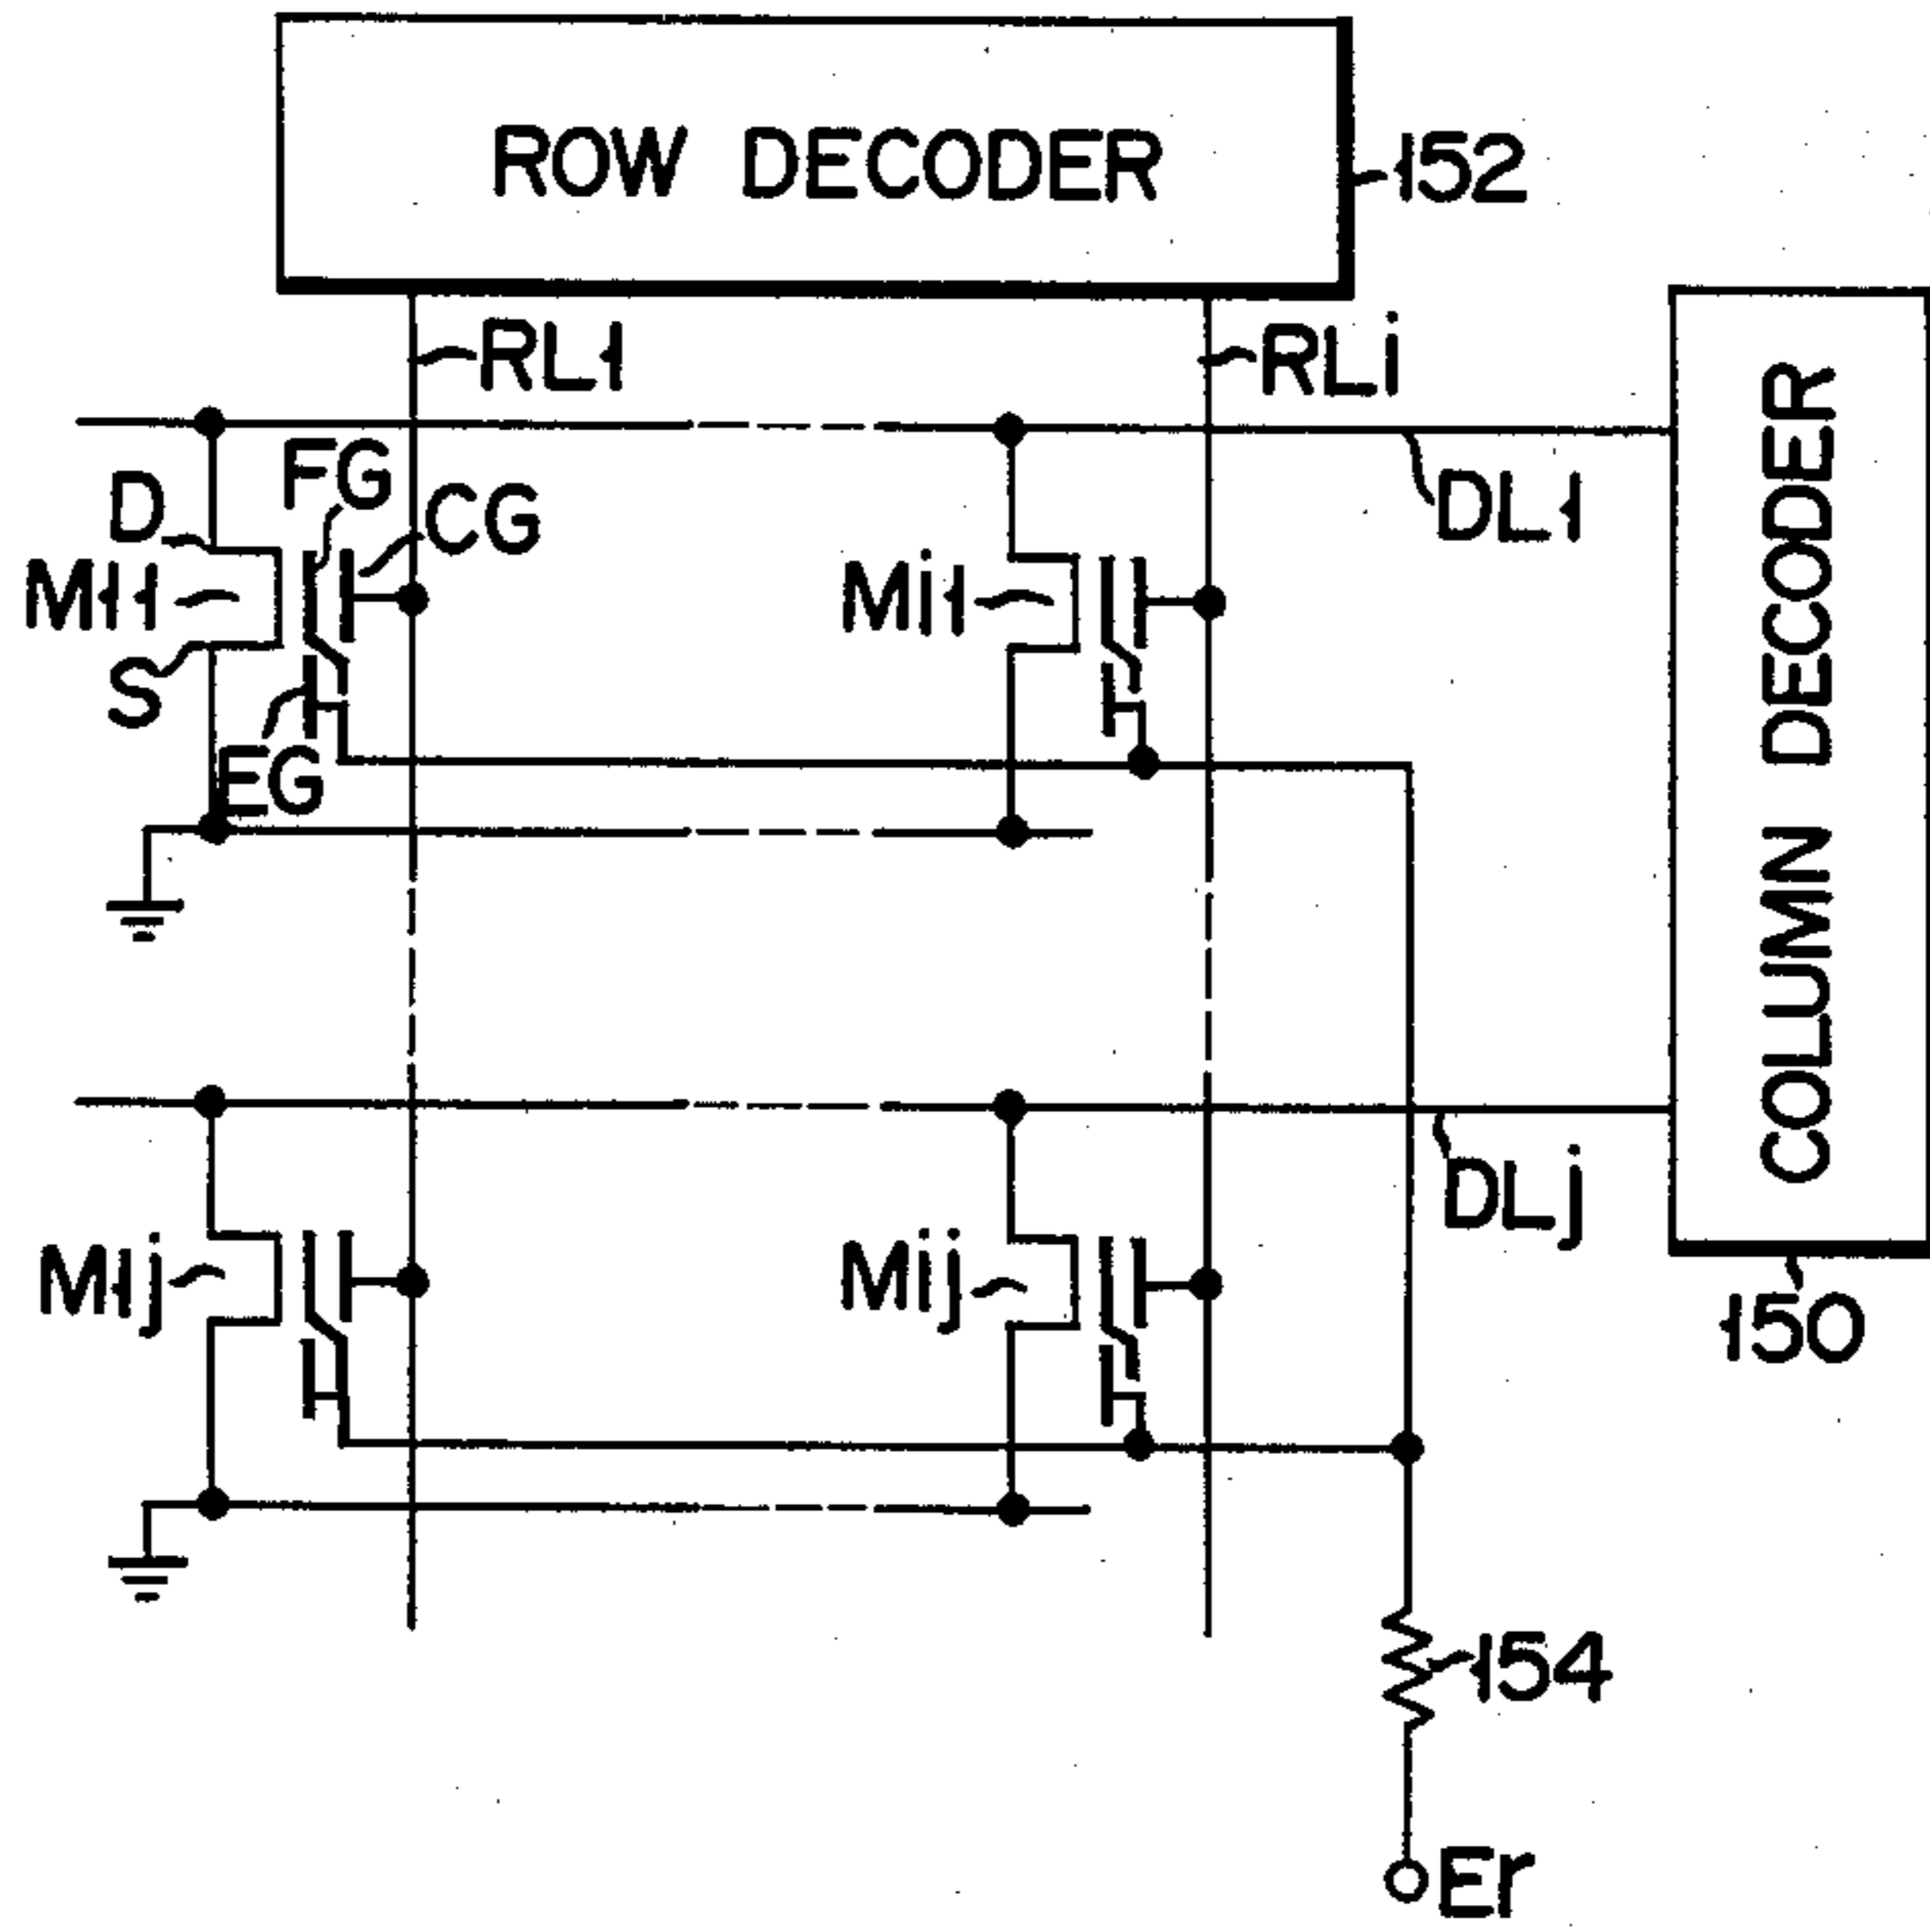 ROW DECODER
152
RL1
RLi
FG
CG
D
DL1
M11
Mi1
S
EG
COLUMN DECODER
DLj
M1j
Mij
150
154
Er